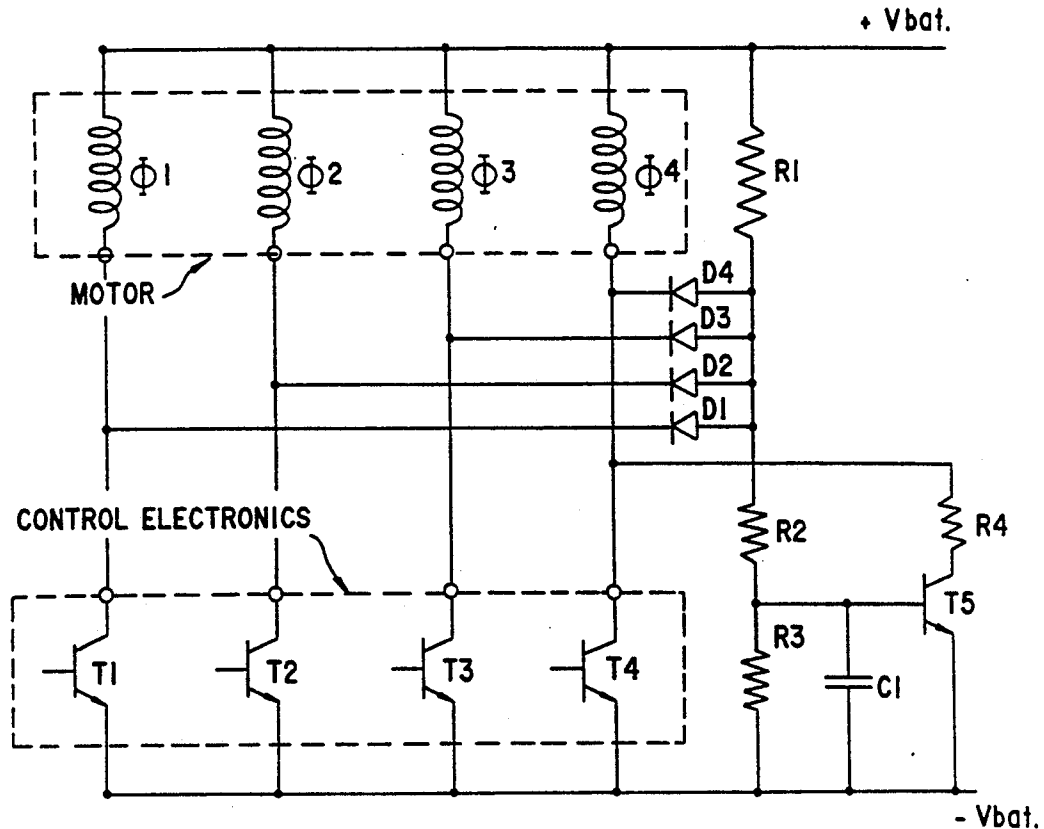 + Vbat.
Φ1
Φ2
Φ3
Φ4
R1
MOTOR
D4
D3
D2
D1
CONTROL ELECTRONICS
R2
R4
T5
R3
T1
T2
T3
T4
C1
- Vbat.